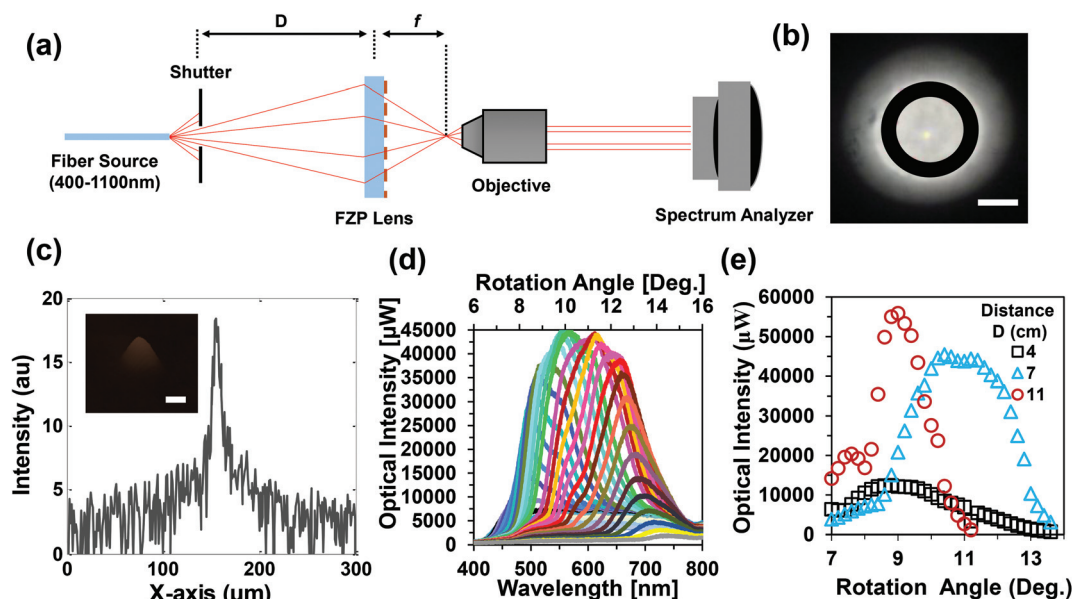 (a)
D
f
Shutter
Fiber Source
(400-1100nm)
FZP Lens
Objective
Spectrum Analyzer
(b)
(c)
Intensity (au)
20
15
10
5
0
0
100
200
300
X-axis (um)
(d)
Rotation Angle [Deg.]
6 8 10 12 14 16
Optical Intensity [µW]
45000
40000
35000
30000
25000
20000
15000
10000
5000
0
400 500 600 700 800
Wavelength [nm]
(e)
Optical Intensity (µW)
60000
50000
40000
30000
20000
10000
0
Distance
D (cm)
4
7
11
7 9 11 13
Rotation Angle (Deg.)